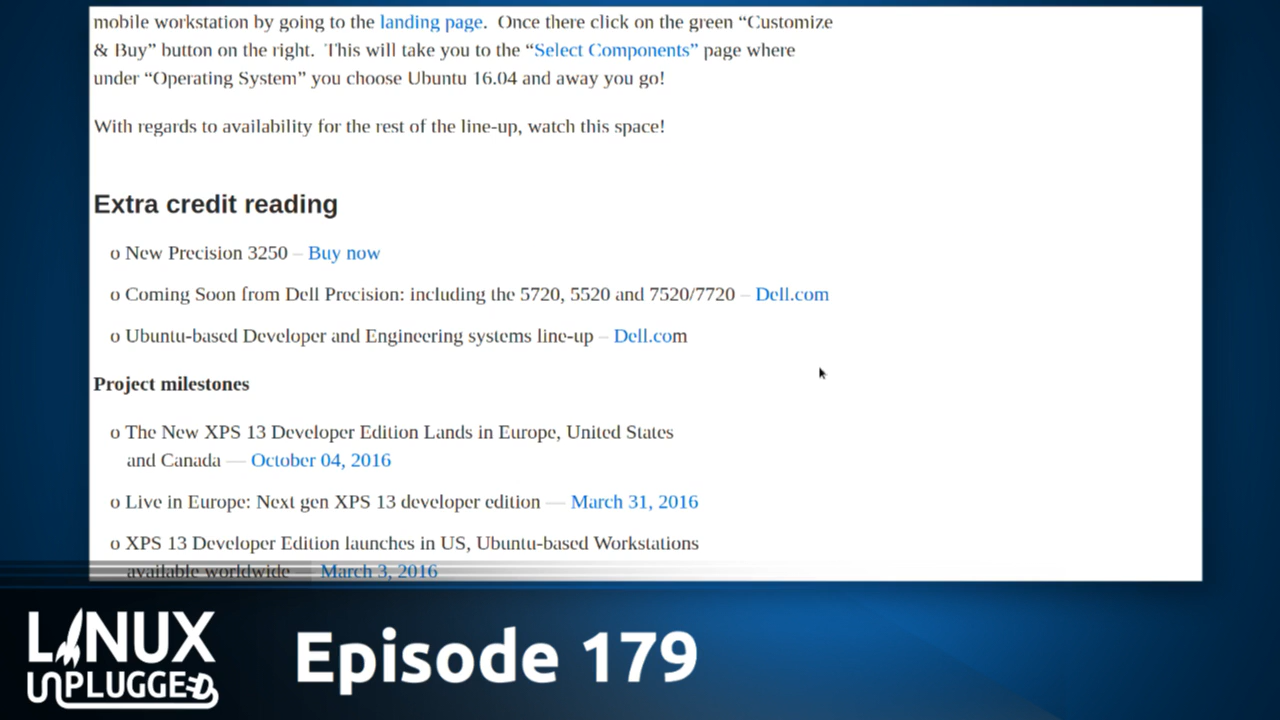 mobile workstation by going to the landing page.  Once there click on the green “Customize
& Buy” button on the right.  This will take you to the “Select Components” page where
under “Operating System” you choose Ubuntu 16.04 and away you go!
With regards to availability for the rest of the line-up, watch this space!
Extra credit reading
o New Precision 3250 – Buy now
o Coming Soon from Dell Precision: including the 5720, 5520 and 7520/7720 – Dell.com
o Ubuntu-based Developer and Engineering systems line-up – Dell.com
Project milestones
o The New XPS 13 Developer Edition Lands in Europe, United States
and Canada — October 04, 2016
o Live in Europe: Next gen XPS 13 developer edition — March 31, 2016
o XPS 13 Developer Edition launches in US, Ubuntu-based Workstations
available worldwide — March 3, 2016
LINUX
UNPLUGGED
Episode 179